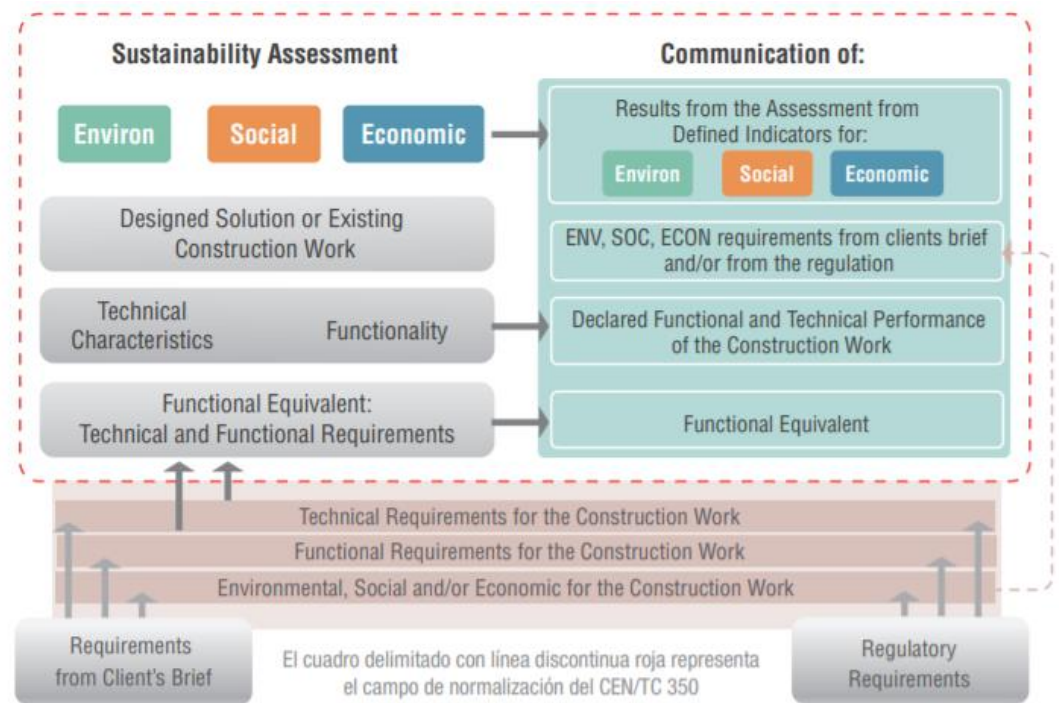 Sustainability Assessment
Environ
Social
Economic
Designed Solution or Existing
Construction Work
Technical
Characteristics
Functionality
Functional Equivalent:
Technical and Functional Requirements
Communication of:
Results from the Assessment from
Defined Indicators for:
Environ
Social
Economic
ENV, SOC, ECON requirements from clients brief
and/or from the regulation
Declared Functional and Technical Performance
of the Construction Work
Functional Equivalent
Technical Requirements for the Construction Work
Functional Requirements for the Construction Work
Environmental, Social and/or Economic for the Construction Work
Requirements
from Client's Brief
El cuadro delimitado con línea discontinua roja representa
el campo de normalización del CEN/TC 350
Regulatory
Requirements